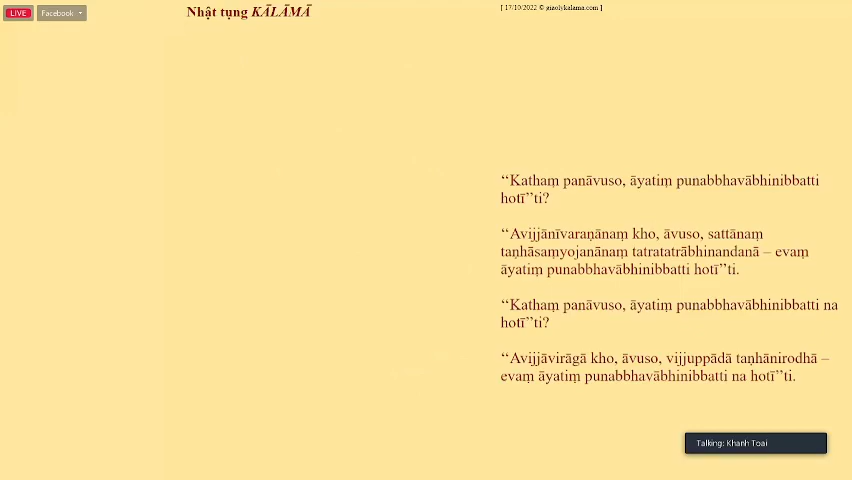 LIVE
Facebook
Nhật tụng KĀLĀMĀ
[ 17/10/2022 © giaolykalama.com ]
“Kathaṃ panāvuso, āyatiṃ punabbhavābhinibbatti
hotī”ti?
“Avijjānīvaraṇānaṃ kho, āvuso, sattānaṃ
taṇhāsaṃyojanānaṃ tatratatrābhinandanā – evaṃ
āyatiṃ punabbhavābhinibbatti hotī”ti.
“Kathaṃ panāvuso, āyatiṃ punabbhavābhinibbatti na
hotī”ti?
“Avijjāvirāgā kho, āvuso, vijjuppādā taṇhānirodhā –
evaṃ āyatiṃ punabbhavābhinibbatti na hotī”ti.
Talking: Khanh Toai